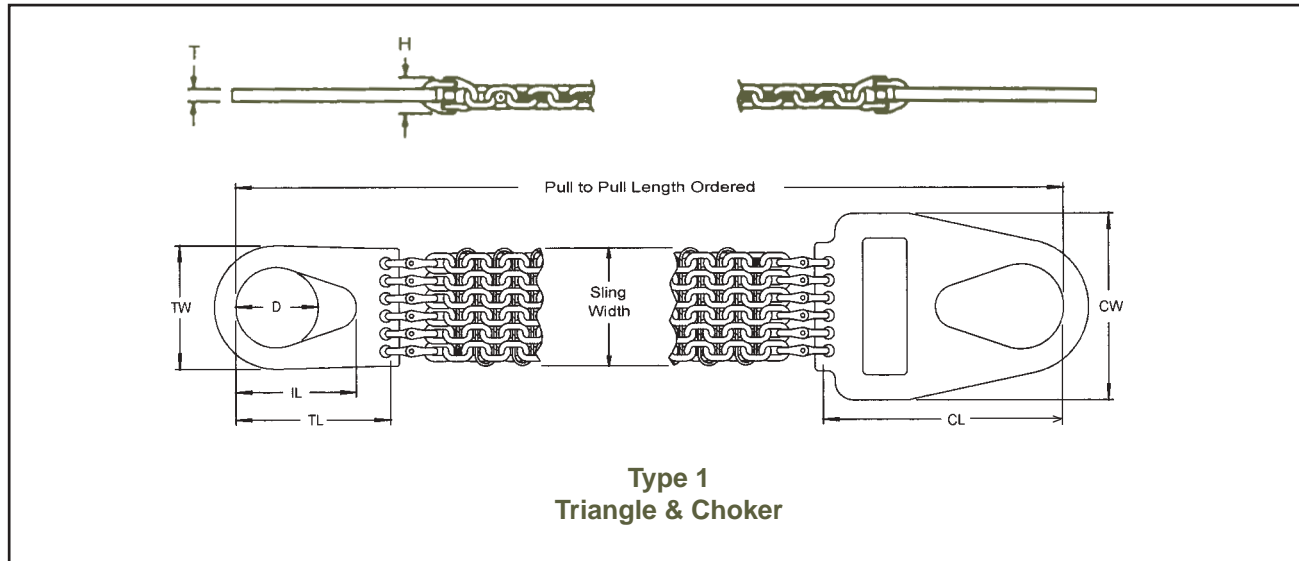 T
H
Pull to Pull Length Ordered
TW
D
Sling
Width
CW
IL
TL
CL
Type 1
Triangle & Choker